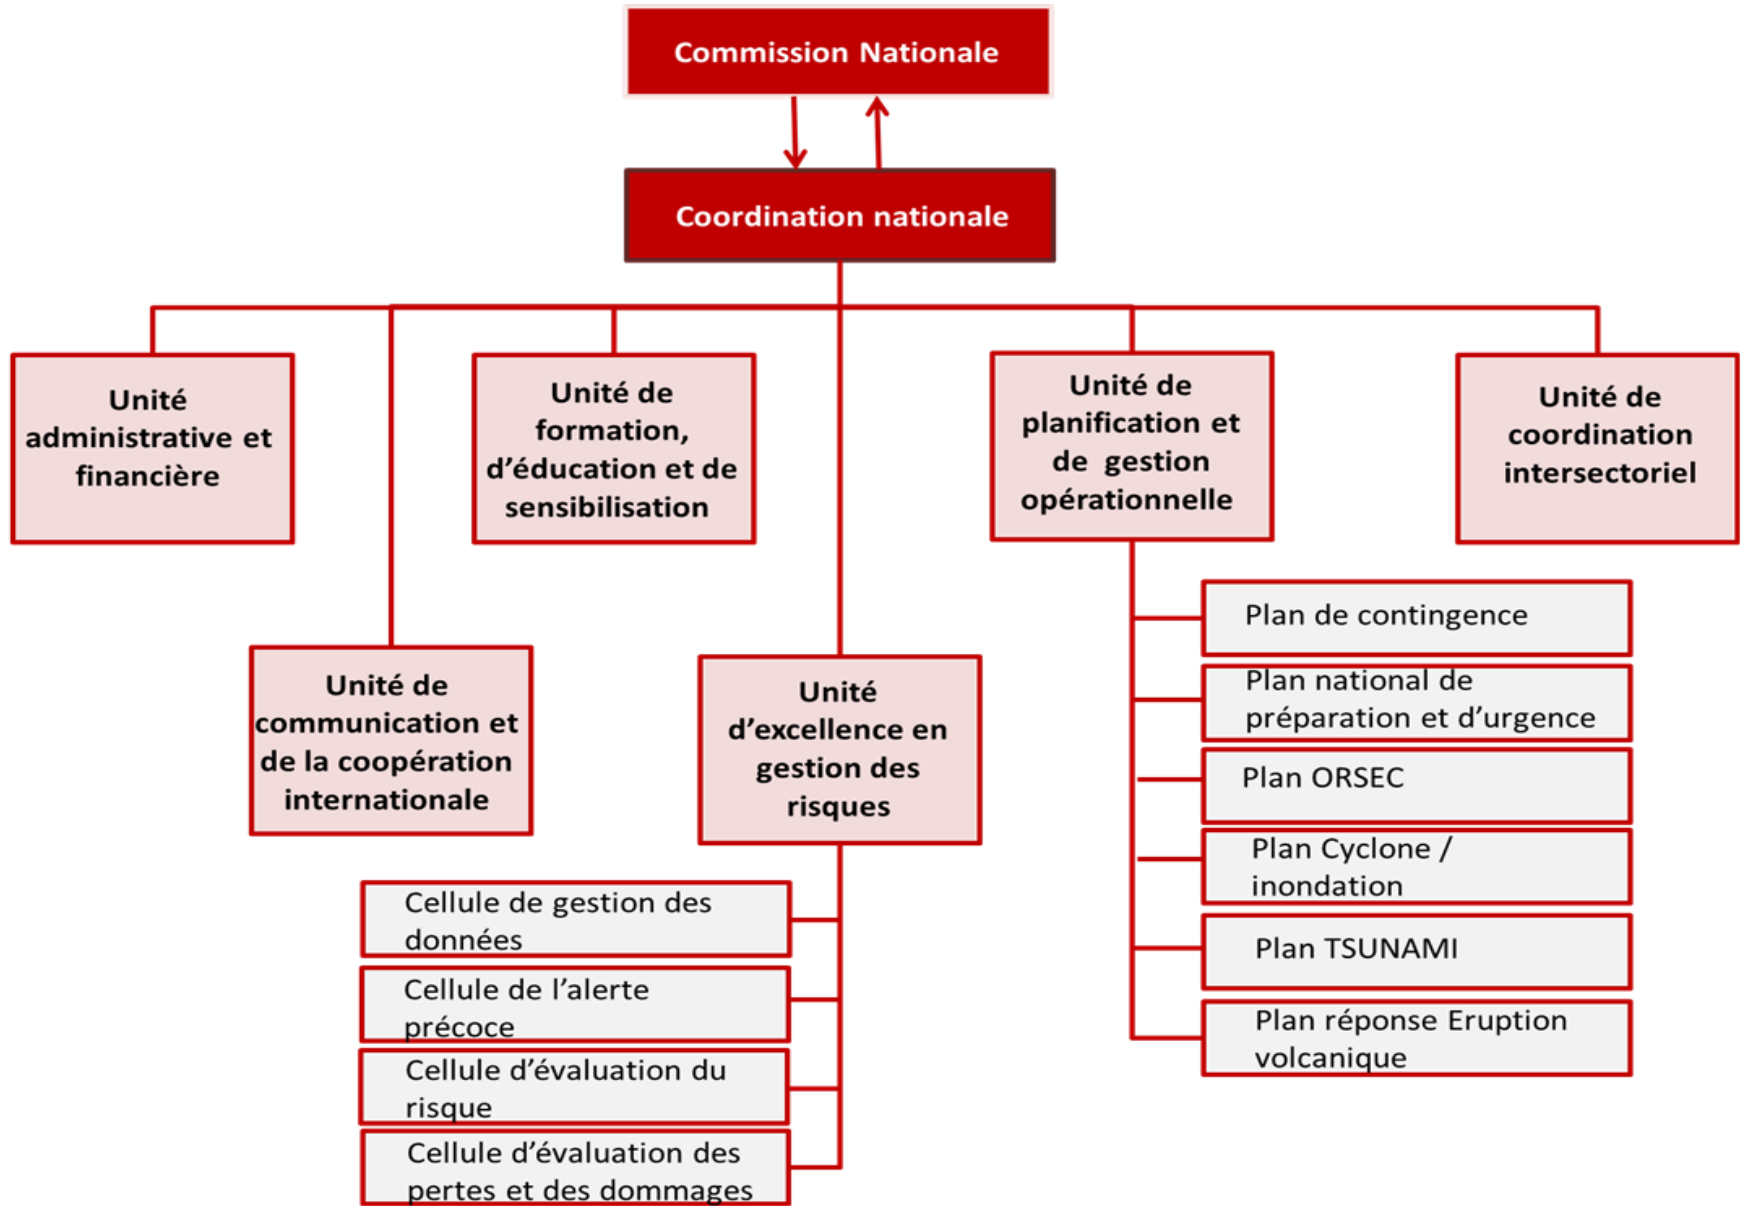 Commission Nationale
Coordination nationale
Unité
administrative et
financière
Unité de
formation,
d’éducation et de
sensibilisation
Unité de
planification et
de gestion
opérationnelle
Unité de
coordination
intersectoriel
Unité de
communication et
de la coopération
internationale
Unité
d’excellence en
gestion des
risques
Plan de contingence
Plan national de
préparation et d’urgence
Plan ORSEC
Plan Cyclone /
inondation
Plan TSUNAMI
Plan réponse Eruption
volcanique
Cellule de gestion des
données
Cellule de l’alerte
précoce
Cellule d’évaluation du
risque
Cellule d’évaluation des
pertes et des dommages